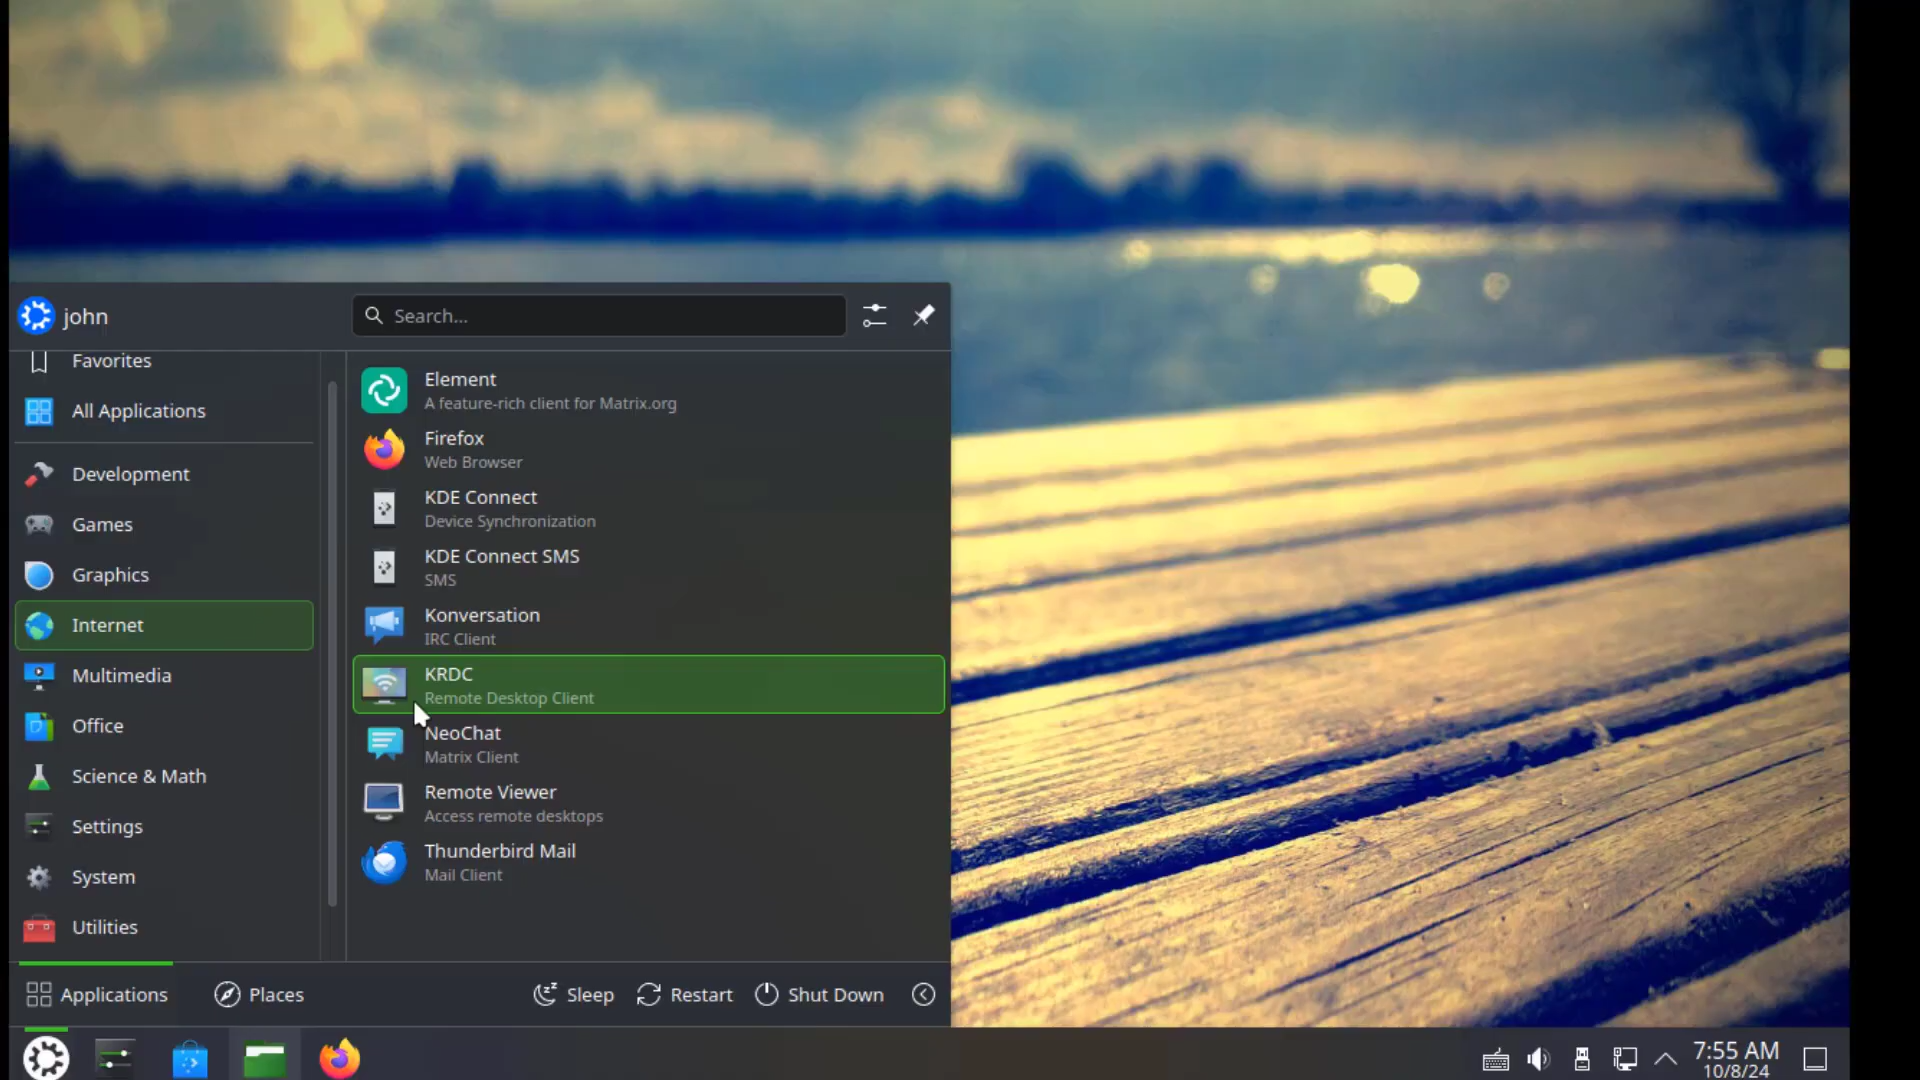 john
Search...
Favorites
All Applications
Development
Games
Graphics
Internet
Multimedia
Office
Science & Math
Settings
System
Utilities
Element
A feature-rich client for Matrix.org
Firefox
Web Browser
KDE Connect
Device Synchronization
KDE Connect SMS
SMS
Konversation
IRC Client
KRDC
Remote Desktop Client
NeoChat
Matrix Client
Remote Viewer
Access remote desktops
Thunderbird Mail
Mail Client
Applications Places Sleep Restart Shut Down
7:55 AM
10/8/24